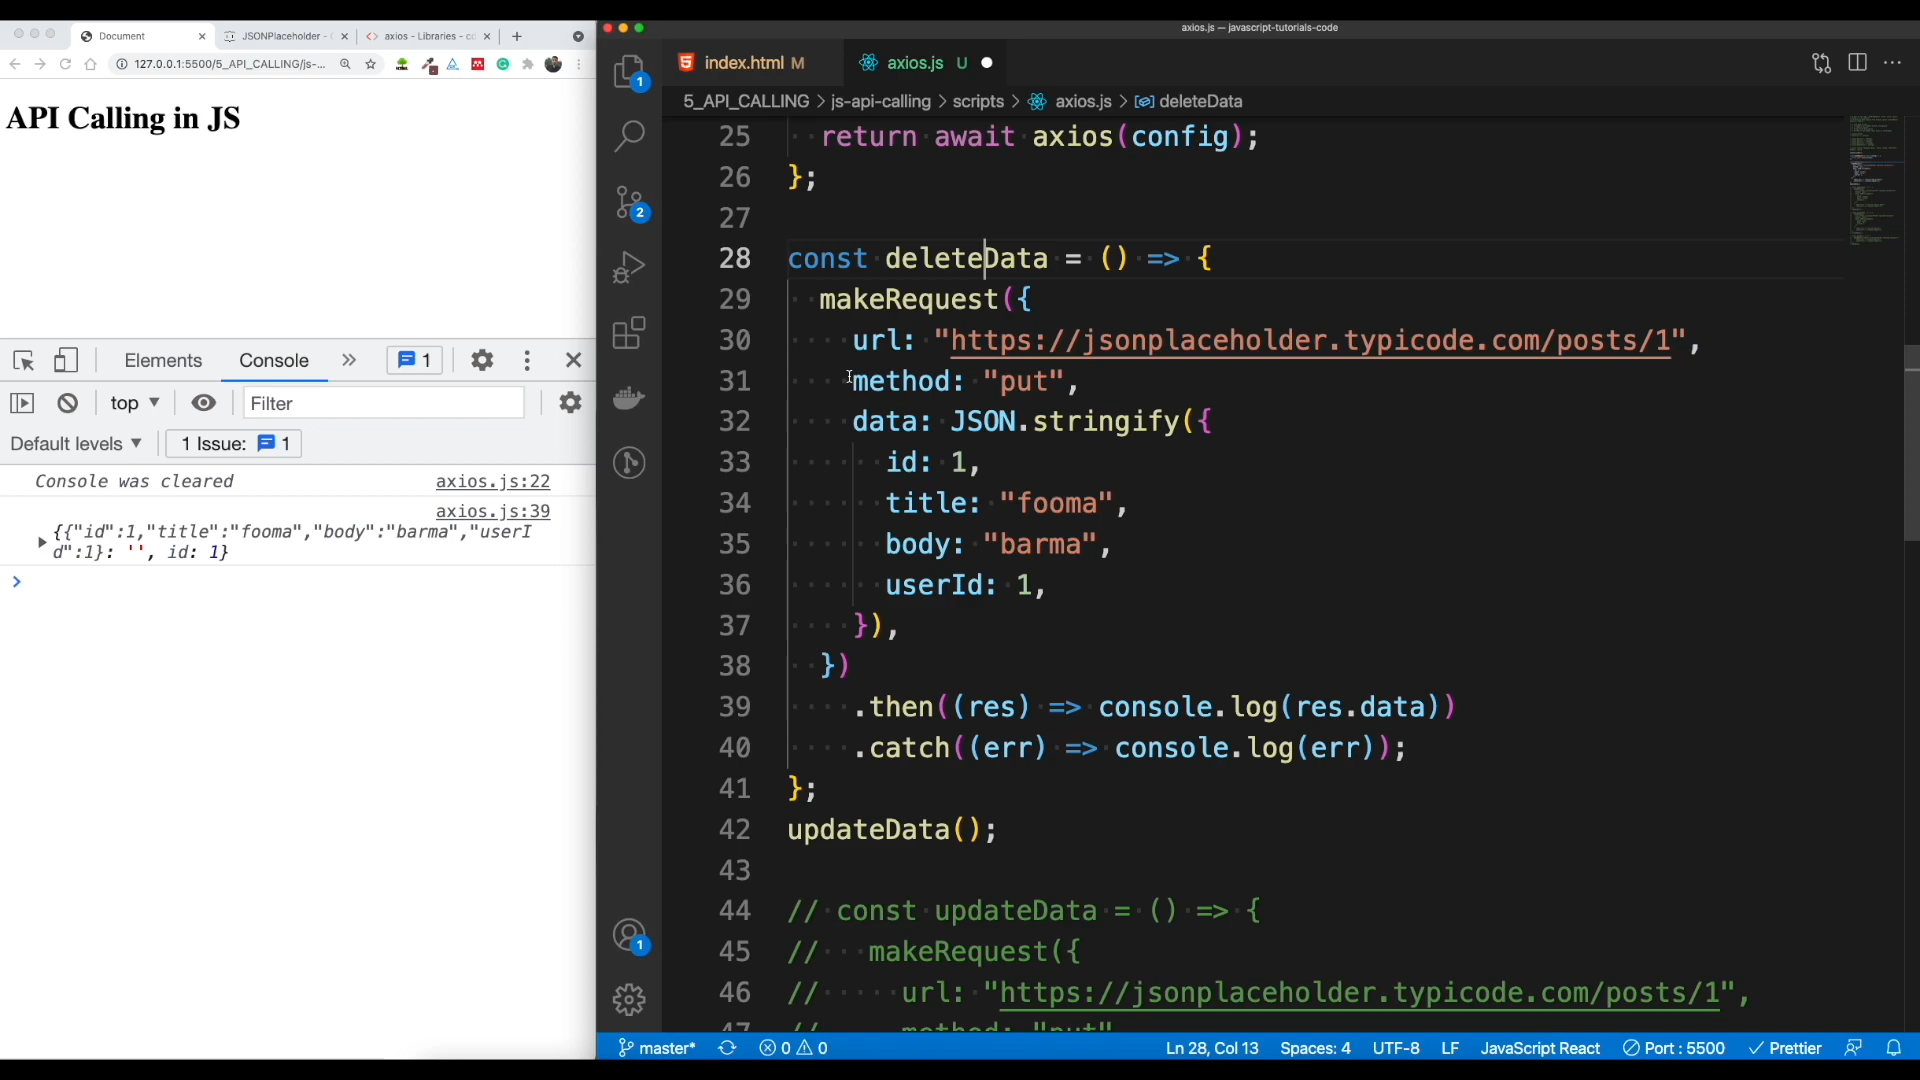 Document
JSONPlaceholder -
axios - Libraries - cd
127.0.0.1:5500/5_API_CALLING/js-...
API Calling in JS
Elements
Console
1
top
Filter
Default levels
1 Issue: 1
Console was cleared axios.js:22
axios.js:39
{{"id":1,"title":"fooma","body":"barma","userI
d":1}: '', id: 1}
axios.js — javascript-tutorials-code
index.html M
axios.js U
5_API_CALLING > js-api-calling > scripts > axios.js > deleteData
1
2
1
25 return await axios(config);
26 };
27
28 const deleteData = () => {
29 makeRequest({
30 url: "https://jsonplaceholder.typicode.com/posts/1",
31 method: "put",
32 data: JSON.stringify({
33 id: 1,
34 title: "fooma",
35 body: "barma",
36 userId: 1,
37 }),
38 })
39 .then((res) => console.log(res.data))
40 .catch((err) => console.log(err));
41 };
42 updateData();
43
44 // const updateData = () => {
45 // makeRequest({
46 // url: "https://jsonplaceholder.typicode.com/posts/1",
47 // method: "put"
master* 0 0 Ln 28, Col 13 Spaces: 4 UTF-8 LF JavaScript React Port : 5500 Prettier